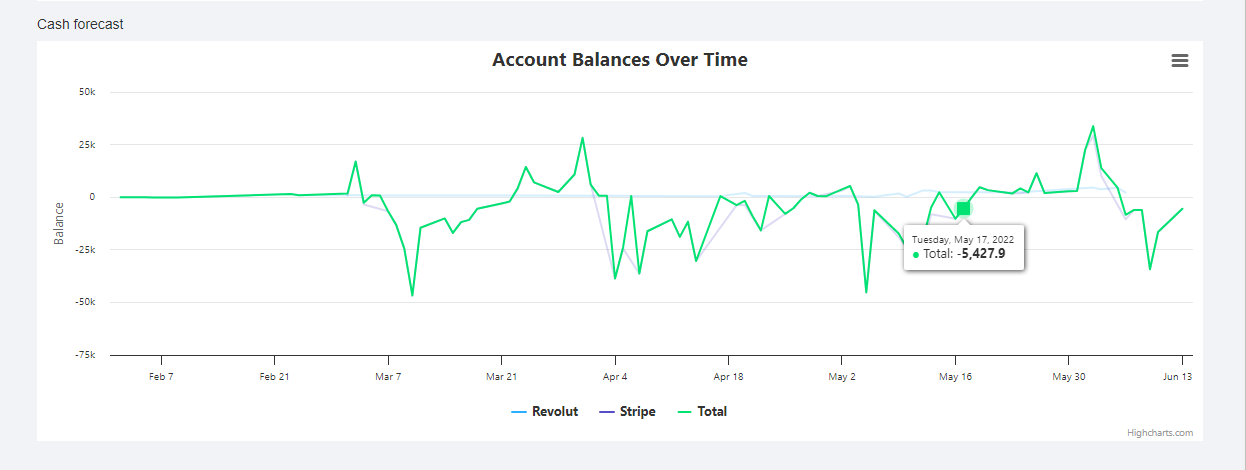 Cash forecast
Account Balances Over Time
50k
25k
0
-25k
-50k
-75k
Balance
Tuesday, May 17, 2022
● Total: -5,427.9
Feb 7 Feb 21 Mar 7 Mar 21 Apr 4 Apr 18 May 2 May 16 May 30 Jun 13
Revolut Stripe Total
Highcharts.com